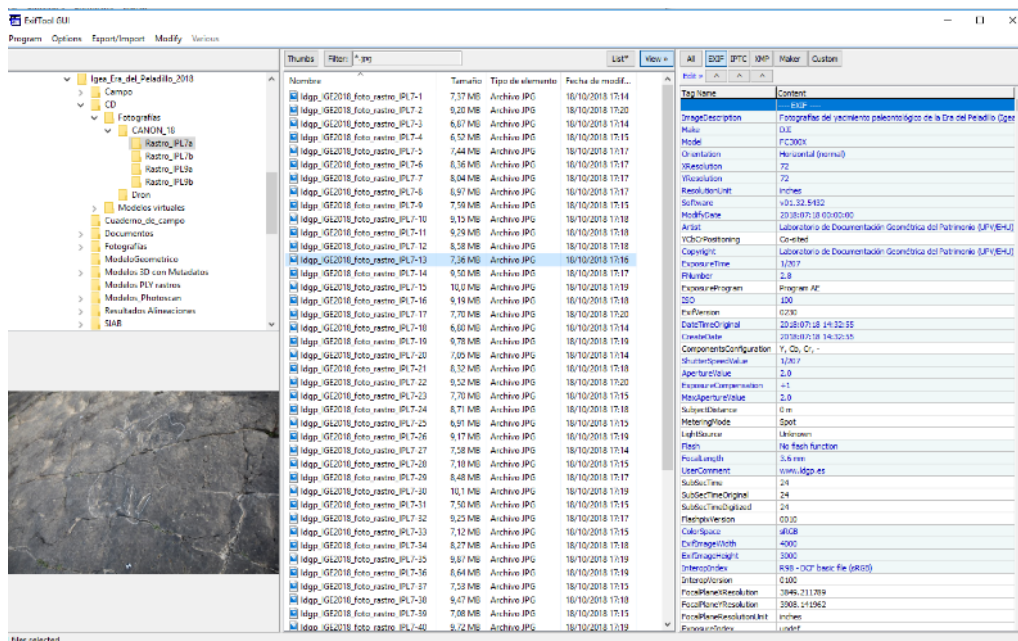 ExifTool GUI
Program Options Export/Import Modify Various
Thumbs Filter: *.jpg List* View »
All EXIF IPTC XMP Maker Custom
Edit » ^ ^ ^
Igea_Era_del_Peladillo_2018
Campo
CD
Fotografías
CANON_18
Rastro_IPL7a
Rastro_IPL7b
Rastro_IPL9a
Rastro_IPL9b
Dron
Modelos virtuales
Cuaderno_de_campo
Documentos
Fotografías
ModeloGeometrico
Modelos 3D con Metadatos
Modelos PLY rastros
Modelos_Photoscan
Resultados Alineaciones
SIAB
Nombre Tamaño Tipo de elemento Fecha de modif...
ldgp_IGE2018_foto_rastro_IPL7-1 7,37 MB Archivo JPG 18/10/2018 17:14
ldgp_IGE2018_foto_rastro_IPL7-2 9,20 MB Archivo JPG 18/10/2018 17:20
ldgp_IGE2018_foto_rastro_IPL7-3 6,87 MB Archivo JPG 18/10/2018 17:14
ldgp_IGE2018_foto_rastro_IPL7-4 6,52 MB Archivo JPG 18/10/2018 17:15
ldgp_IGE2018_foto_rastro_IPL7-5 7,44 MB Archivo JPG 18/10/2018 17:17
ldgp_IGE2018_foto_rastro_IPL7-6 8,36 MB Archivo JPG 18/10/2018 17:17
ldgp_IGE2018_foto_rastro_IPL7-7 8,04 MB Archivo JPG 18/10/2018 17:17
ldgp_IGE2018_foto_rastro_IPL7-8 8,97 MB Archivo JPG 18/10/2018 17:17
ldgp_IGE2018_foto_rastro_IPL7-9 7,59 MB Archivo JPG 18/10/2018 17:15
ldgp_IGE2018_foto_rastro_IPL7-10 9,15 MB Archivo JPG 18/10/2018 17:18
ldgp_IGE2018_foto_rastro_IPL7-11 9,29 MB Archivo JPG 18/10/2018 17:18
ldgp_IGE2018_foto_rastro_IPL7-12 8,58 MB Archivo JPG 18/10/2018 17:18
ldgp_IGE2018_foto_rastro_IPL7-13 7,36 MB Archivo JPG 18/10/2018 17:16
ldgp_IGE2018_foto_rastro_IPL7-14 9,50 MB Archivo JPG 18/10/2018 17:17
ldgp_IGE2018_foto_rastro_IPL7-15 10,0 MB Archivo JPG 18/10/2018 17:19
ldgp_IGE2018_foto_rastro_IPL7-16 9,19 MB Archivo JPG 18/10/2018 17:18
ldgp_IGE2018_foto_rastro_IPL7-17 7,70 MB Archivo JPG 18/10/2018 17:20
ldgp_IGE2018_foto_rastro_IPL7-18 6,60 MB Archivo JPG 18/10/2018 17:14
ldgp_IGE2018_foto_rastro_IPL7-19 9,78 MB Archivo JPG 18/10/2018 17:19
ldgp_IGE2018_foto_rastro_IPL7-20 7,05 MB Archivo JPG 18/10/2018 17:14
ldgp_IGE2018_foto_rastro_IPL7-21 8,32 MB Archivo JPG 18/10/2018 17:18
ldgp_IGE2018_foto_rastro_IPL7-22 9,52 MB Archivo JPG 18/10/2018 17:20
ldgp_IGE2018_foto_rastro_IPL7-23 7,70 MB Archivo JPG 18/10/2018 17:15
ldgp_IGE2018_foto_rastro_IPL7-24 8,71 MB Archivo JPG 18/10/2018 17:18
ldgp_IGE2018_foto_rastro_IPL7-25 6,91 MB Archivo JPG 18/10/2018 17:15
ldgp_IGE2018_foto_rastro_IPL7-26 9,17 MB Archivo JPG 18/10/2018 17:19
ldgp_IGE2018_foto_rastro_IPL7-27 7,58 MB Archivo JPG 18/10/2018 17:14
ldgp_IGE2018_foto_rastro_IPL7-28 7,18 MB Archivo JPG 18/10/2018 17:15
ldgp_IGE2018_foto_rastro_IPL7-29 8,48 MB Archivo JPG 18/10/2018 17:17
ldgp_IGE2018_foto_rastro_IPL7-30 10,1 MB Archivo JPG 18/10/2018 17:19
ldgp_IGE2018_foto_rastro_IPL7-31 7,50 MB Archivo JPG 18/10/2018 17:15
ldgp_IGE2018_foto_rastro_IPL7-32 9,25 MB Archivo JPG 18/10/2018 17:17
ldgp_IGE2018_foto_rastro_IPL7-33 7,12 MB Archivo JPG 18/10/2018 17:15
ldgp_IGE2018_foto_rastro_IPL7-34 8,27 MB Archivo JPG 18/10/2018 17:18
ldgp_IGE2018_foto_rastro_IPL7-35 9,87 MB Archivo JPG 18/10/2018 17:19
ldgp_IGE2018_foto_rastro_IPL7-36 8,64 MB Archivo JPG 18/10/2018 17:19
ldgp_IGE2018_foto_rastro_IPL7-37 7,53 MB Archivo JPG 18/10/2018 17:15
ldgp_IGE2018_foto_rastro_IPL7-38 9,47 MB Archivo JPG 18/10/2018 17:18
ldgp_IGE2018_foto_rastro_IPL7-39 7,08 MB Archivo JPG 18/10/2018 17:15
ldgp_IGE2018_foto_rastro_IPL7-40 9,72 MB Archivo JPG 18/10/2018 17:19
Tag Name Content
---- EXIF ----
ImageDescription Fotografías del yacimiento paleontológico de la Era del Peladillo (Igea
Make DJI
Model FC300X
Orientation Horizontal (normal)
XResolution 72
YResolution 72
ResolutionUnit inches
Software v01.32.5432
ModifyDate 2018:07:18 00:00:00
Artist Laboratorio de Documentación Geométrica del Patrimonio (UPV/EHU)
YCbCrPositioning Co-sited
Copyright Laboratorio de Documentación Geométrica del Patrimonio (UPV/EHU)
ExposureTime 1/207
FNumber 2.8
ExposureProgram Program AE
ISO 100
ExifVersion 0230
DateTimeOriginal 2018:07:18 14:32:55
CreateDate 2018:07:18 14:32:55
ComponentsConfiguration Y, Cb, Cr, -
ShutterSpeedValue 1/207
ApertureValue 2.0
ExposureCompensation +1
MaxApertureValue 2.0
SubjectDistance 0 m
MeteringMode Spot
LightSource Unknown
Flash No flash function
FocalLength 3.6 mm
UserComment www.ldgp.es
SubSecTime 24
SubSecTimeOriginal 24
SubSecTimeDigitized 24
FlashpixVersion 0010
ColorSpace sRGB
ExifImageWidth 4000
ExifImageHeight 3000
InteropIndex R98 - DCF basic file (sRGB)
InteropVersion 0100
FocalPlaneXResolution 3849.211789
FocalPlaneYResolution 3908.141962
FocalPlaneResolutionUnit inches
ExposureIndex undef
files selected